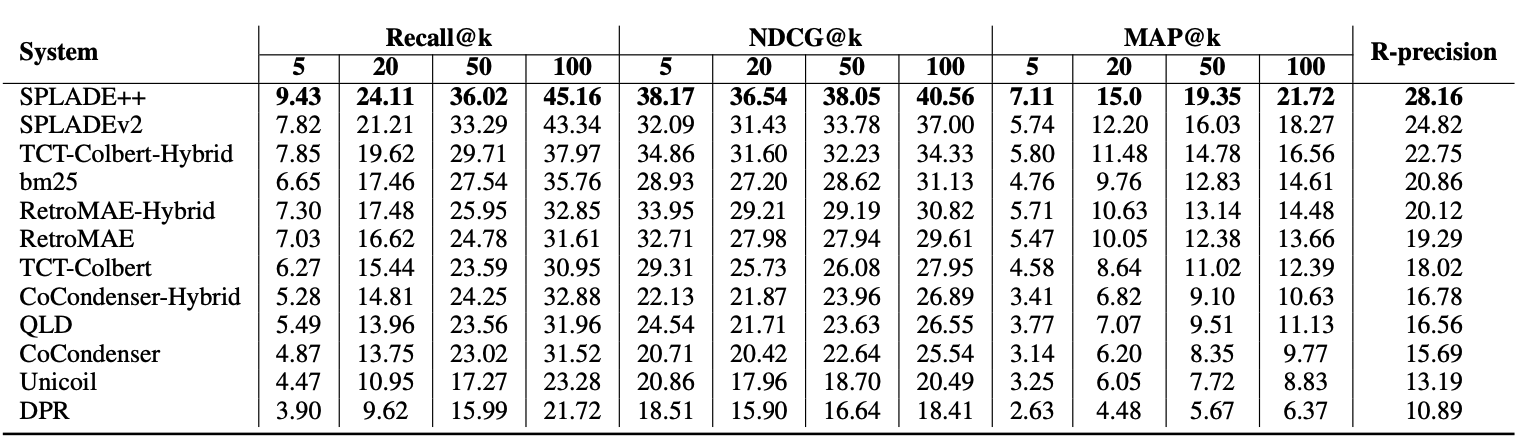 System Recall@k NDCG@k MAP@k R-precision
5 20 50 100 5 20 50 100 5 20 50 100
SPLADE++ 9.43 24.11 36.02 45.16 38.17 36.54 38.05 40.56 7.11 15.0 19.35 21.72 28.16
SPLADEv2 7.82 21.21 33.29 43.34 32.09 31.43 33.78 37.00 5.74 12.20 16.03 18.27 24.82
TCT-Colbert-Hybrid 7.85 19.62 29.71 37.97 34.86 31.60 32.23 34.33 5.80 11.48 14.78 16.56 22.75
bm25 6.65 17.46 27.54 35.76 28.93 27.20 28.62 31.13 4.76 9.76 12.83 14.61 20.86
RetroMAE-Hybrid 7.30 17.48 25.95 32.85 33.95 29.21 29.19 30.82 5.71 10.63 13.14 14.48 20.12
RetroMAE 7.03 16.62 24.78 31.61 32.71 27.98 27.94 29.61 5.47 10.05 12.38 13.66 19.29
TCT-Colbert 6.27 15.44 23.59 30.95 29.31 25.73 26.08 27.95 4.58 8.64 11.02 12.39 18.02
CoCondenser-Hybrid 5.28 14.81 24.25 32.88 22.13 21.87 23.96 26.89 3.41 6.82 9.10 10.63 16.78
QLD 5.49 13.96 23.56 31.96 24.54 21.71 23.63 26.55 3.77 7.07 9.51 11.13 16.56
CoCondenser 4.87 13.75 23.02 31.52 20.71 20.42 22.64 25.54 3.14 6.20 8.35 9.77 15.69
Unicoil 4.47 10.95 17.27 23.28 20.86 17.96 18.70 20.49 3.25 6.05 7.72 8.83 13.19
DPR 3.90 9.62 15.99 21.72 18.51 15.90 16.64 18.41 2.63 4.48 5.67 6.37 10.89